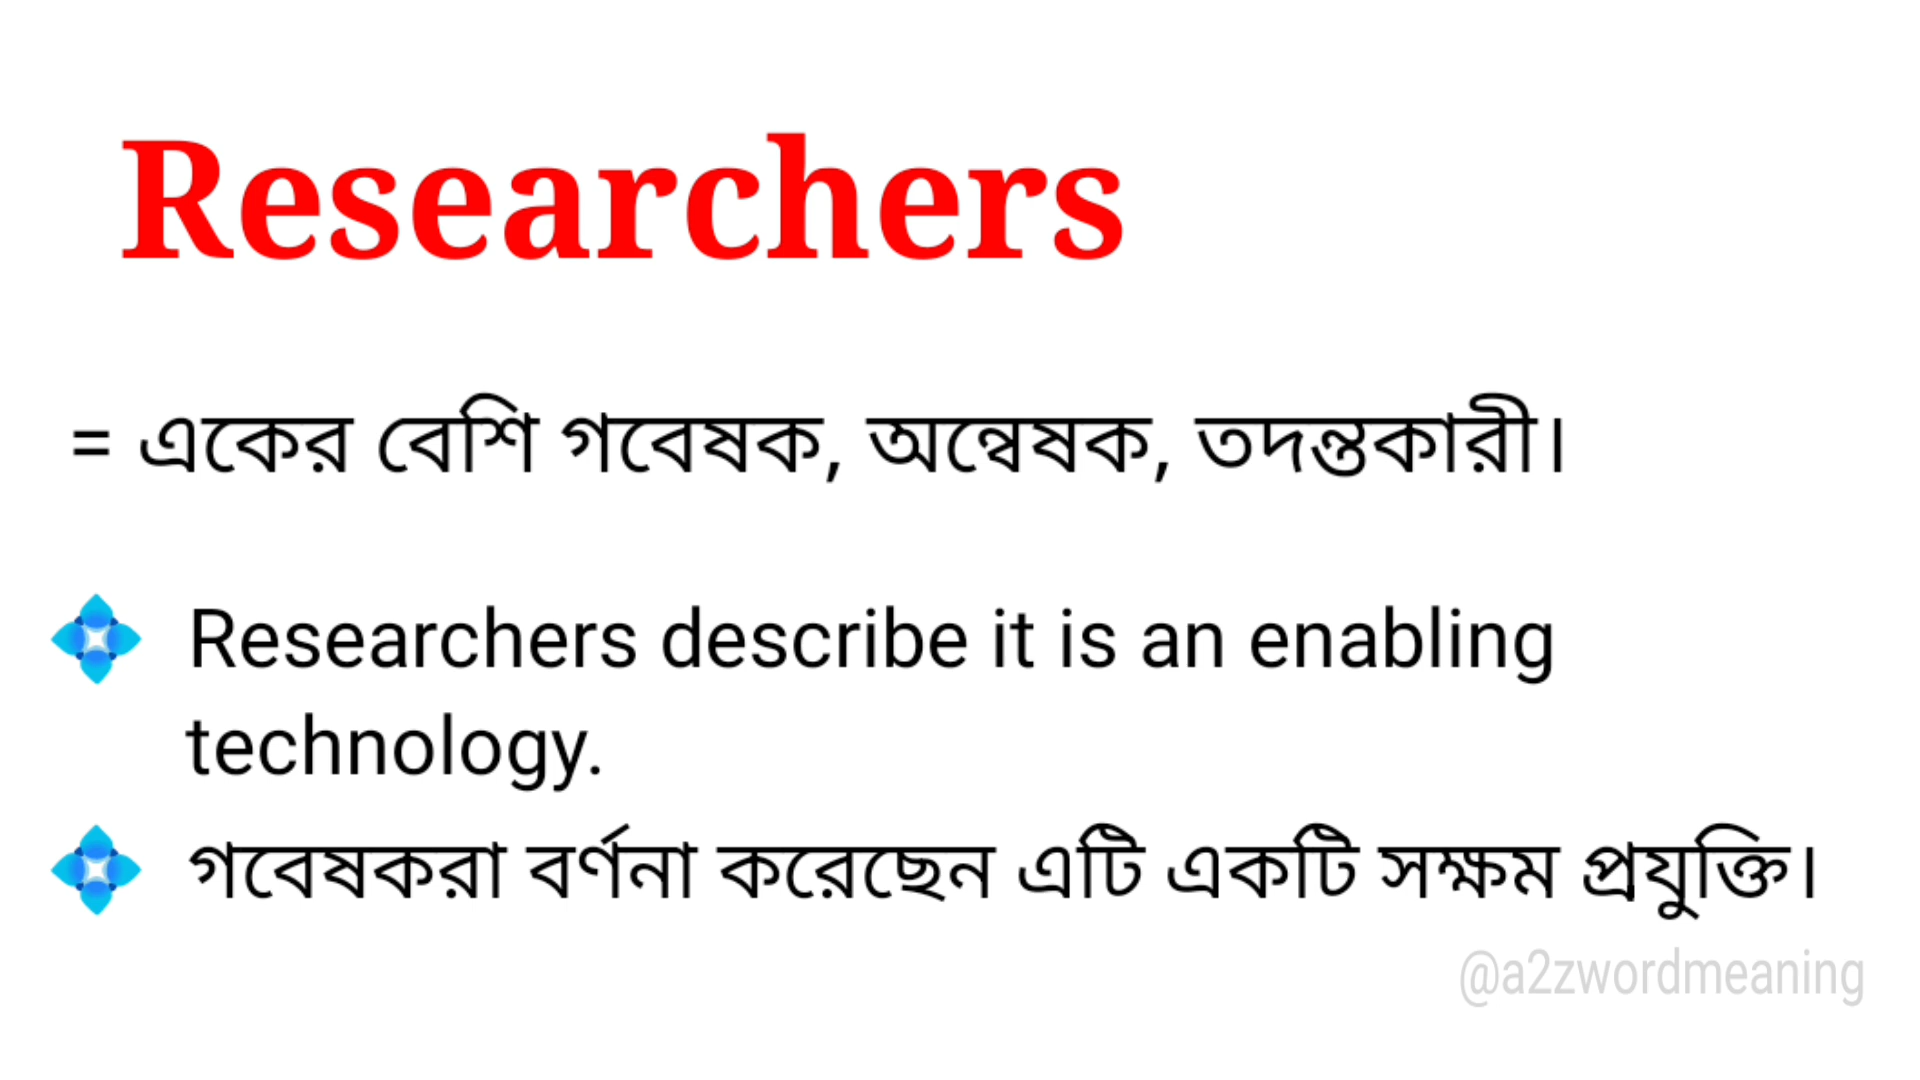 Researchers
= একের বেশি গবেষক, অন্বেষক, তদন্তকারী।
💠 Researchers describe it is an enabling
technology.
💠 গবেষকরা বর্ণনা করেছেন এটি একটি সক্ষম প্রযুক্তি।
@a2zwordmeaning